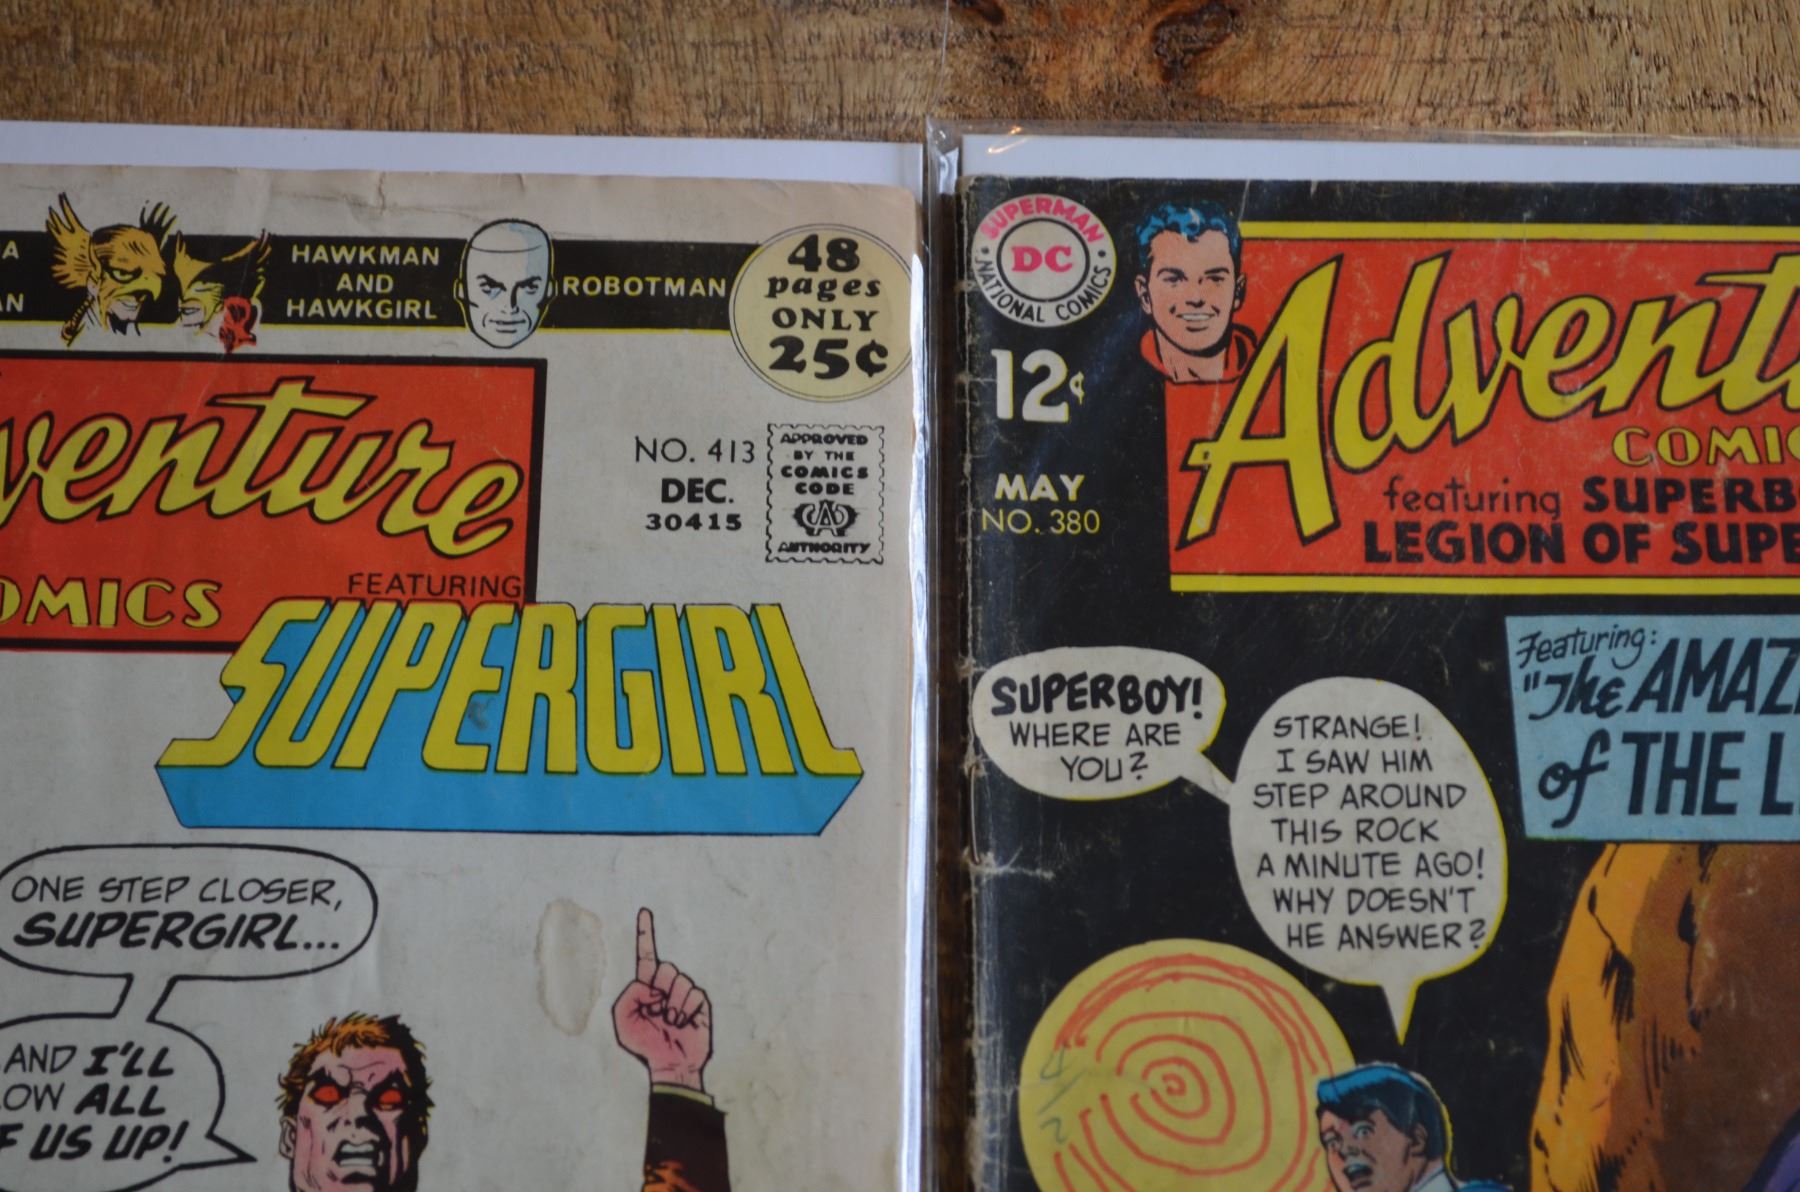 HAWKMAN
AND
HAWKGIRL
ROBOTMAN
48
pages
ONLY
25¢
venture
COMICS
FEATURING
SUPERGIRL
NO. 413
DEC.
30415
APPROVED
BY THE
COMICS
CODE
CA
AUTHORITY
ONE STEP CLOSER,
SUPERGIRL...
AND I'LL
OW ALL
F US UP!
SUPERMAN
DC
NATIONAL COMICS
12¢
MAY
NO. 380
Advent
COMIC
featuring SUPERB
LEGION OF SUPE
Featuring:
"The AMAZ
of THE L
SUPERBOY!
WHERE ARE
YOU?
STRANGE!
I SAW HIM
STEP AROUND
THIS ROCK
A MINUTE AGO!
WHY DOESN'T
HE ANSWER?